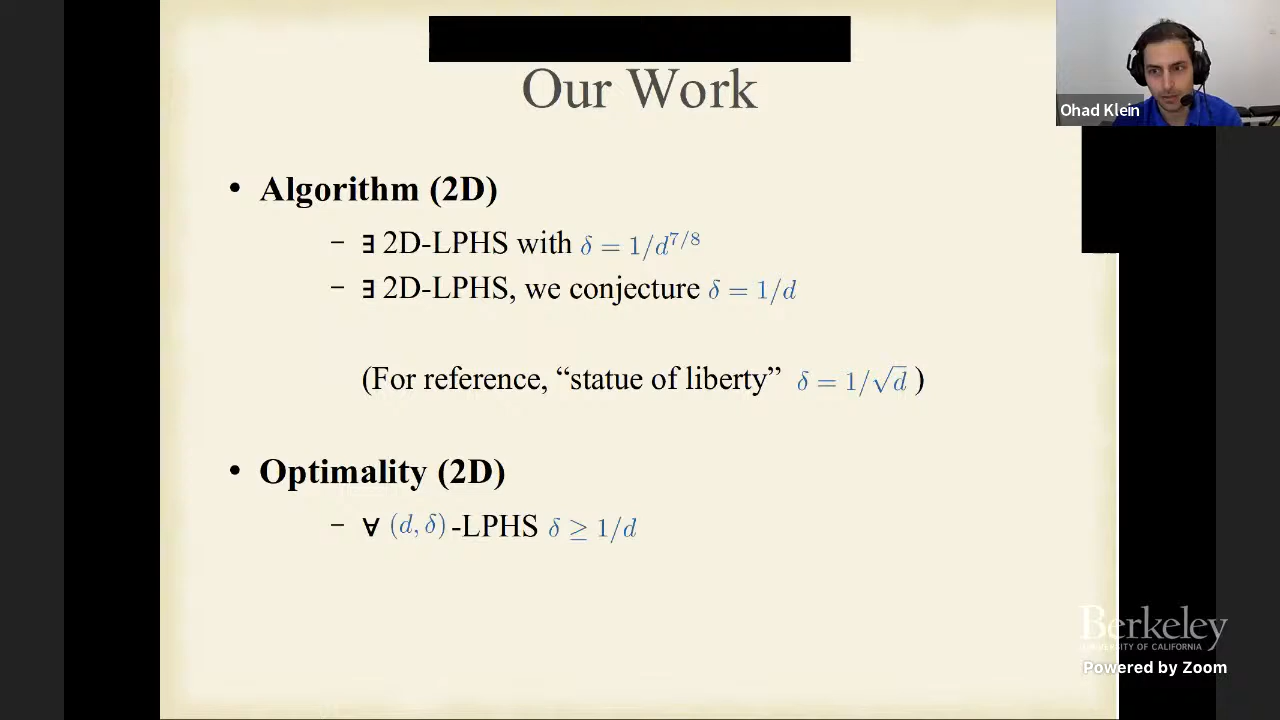 Our Work
Ohad Klein
• Algorithm (2D)
– ∃ 2D-LPHS with δ = 1/d^{7/8}
– ∃ 2D-LPHS, we conjecture δ = 1/d
(For reference, “statue of liberty” δ = 1/√d )
• Optimality (2D)
– ∀ (d, δ)-LPHS δ ≥ 1/d
Berkeley
UNIVERSITY OF CALIFORNIA
Powered by Zoom